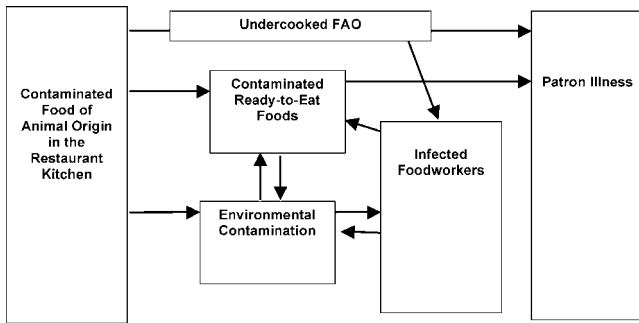 Undercooked FAO
Contaminated
Food of
Animal Origin
in the
Restaurant
Kitchen
Contaminated
Ready-to-Eat
Foods
Patron Illness
Infected
Foodworkers
Environmental
Contamination